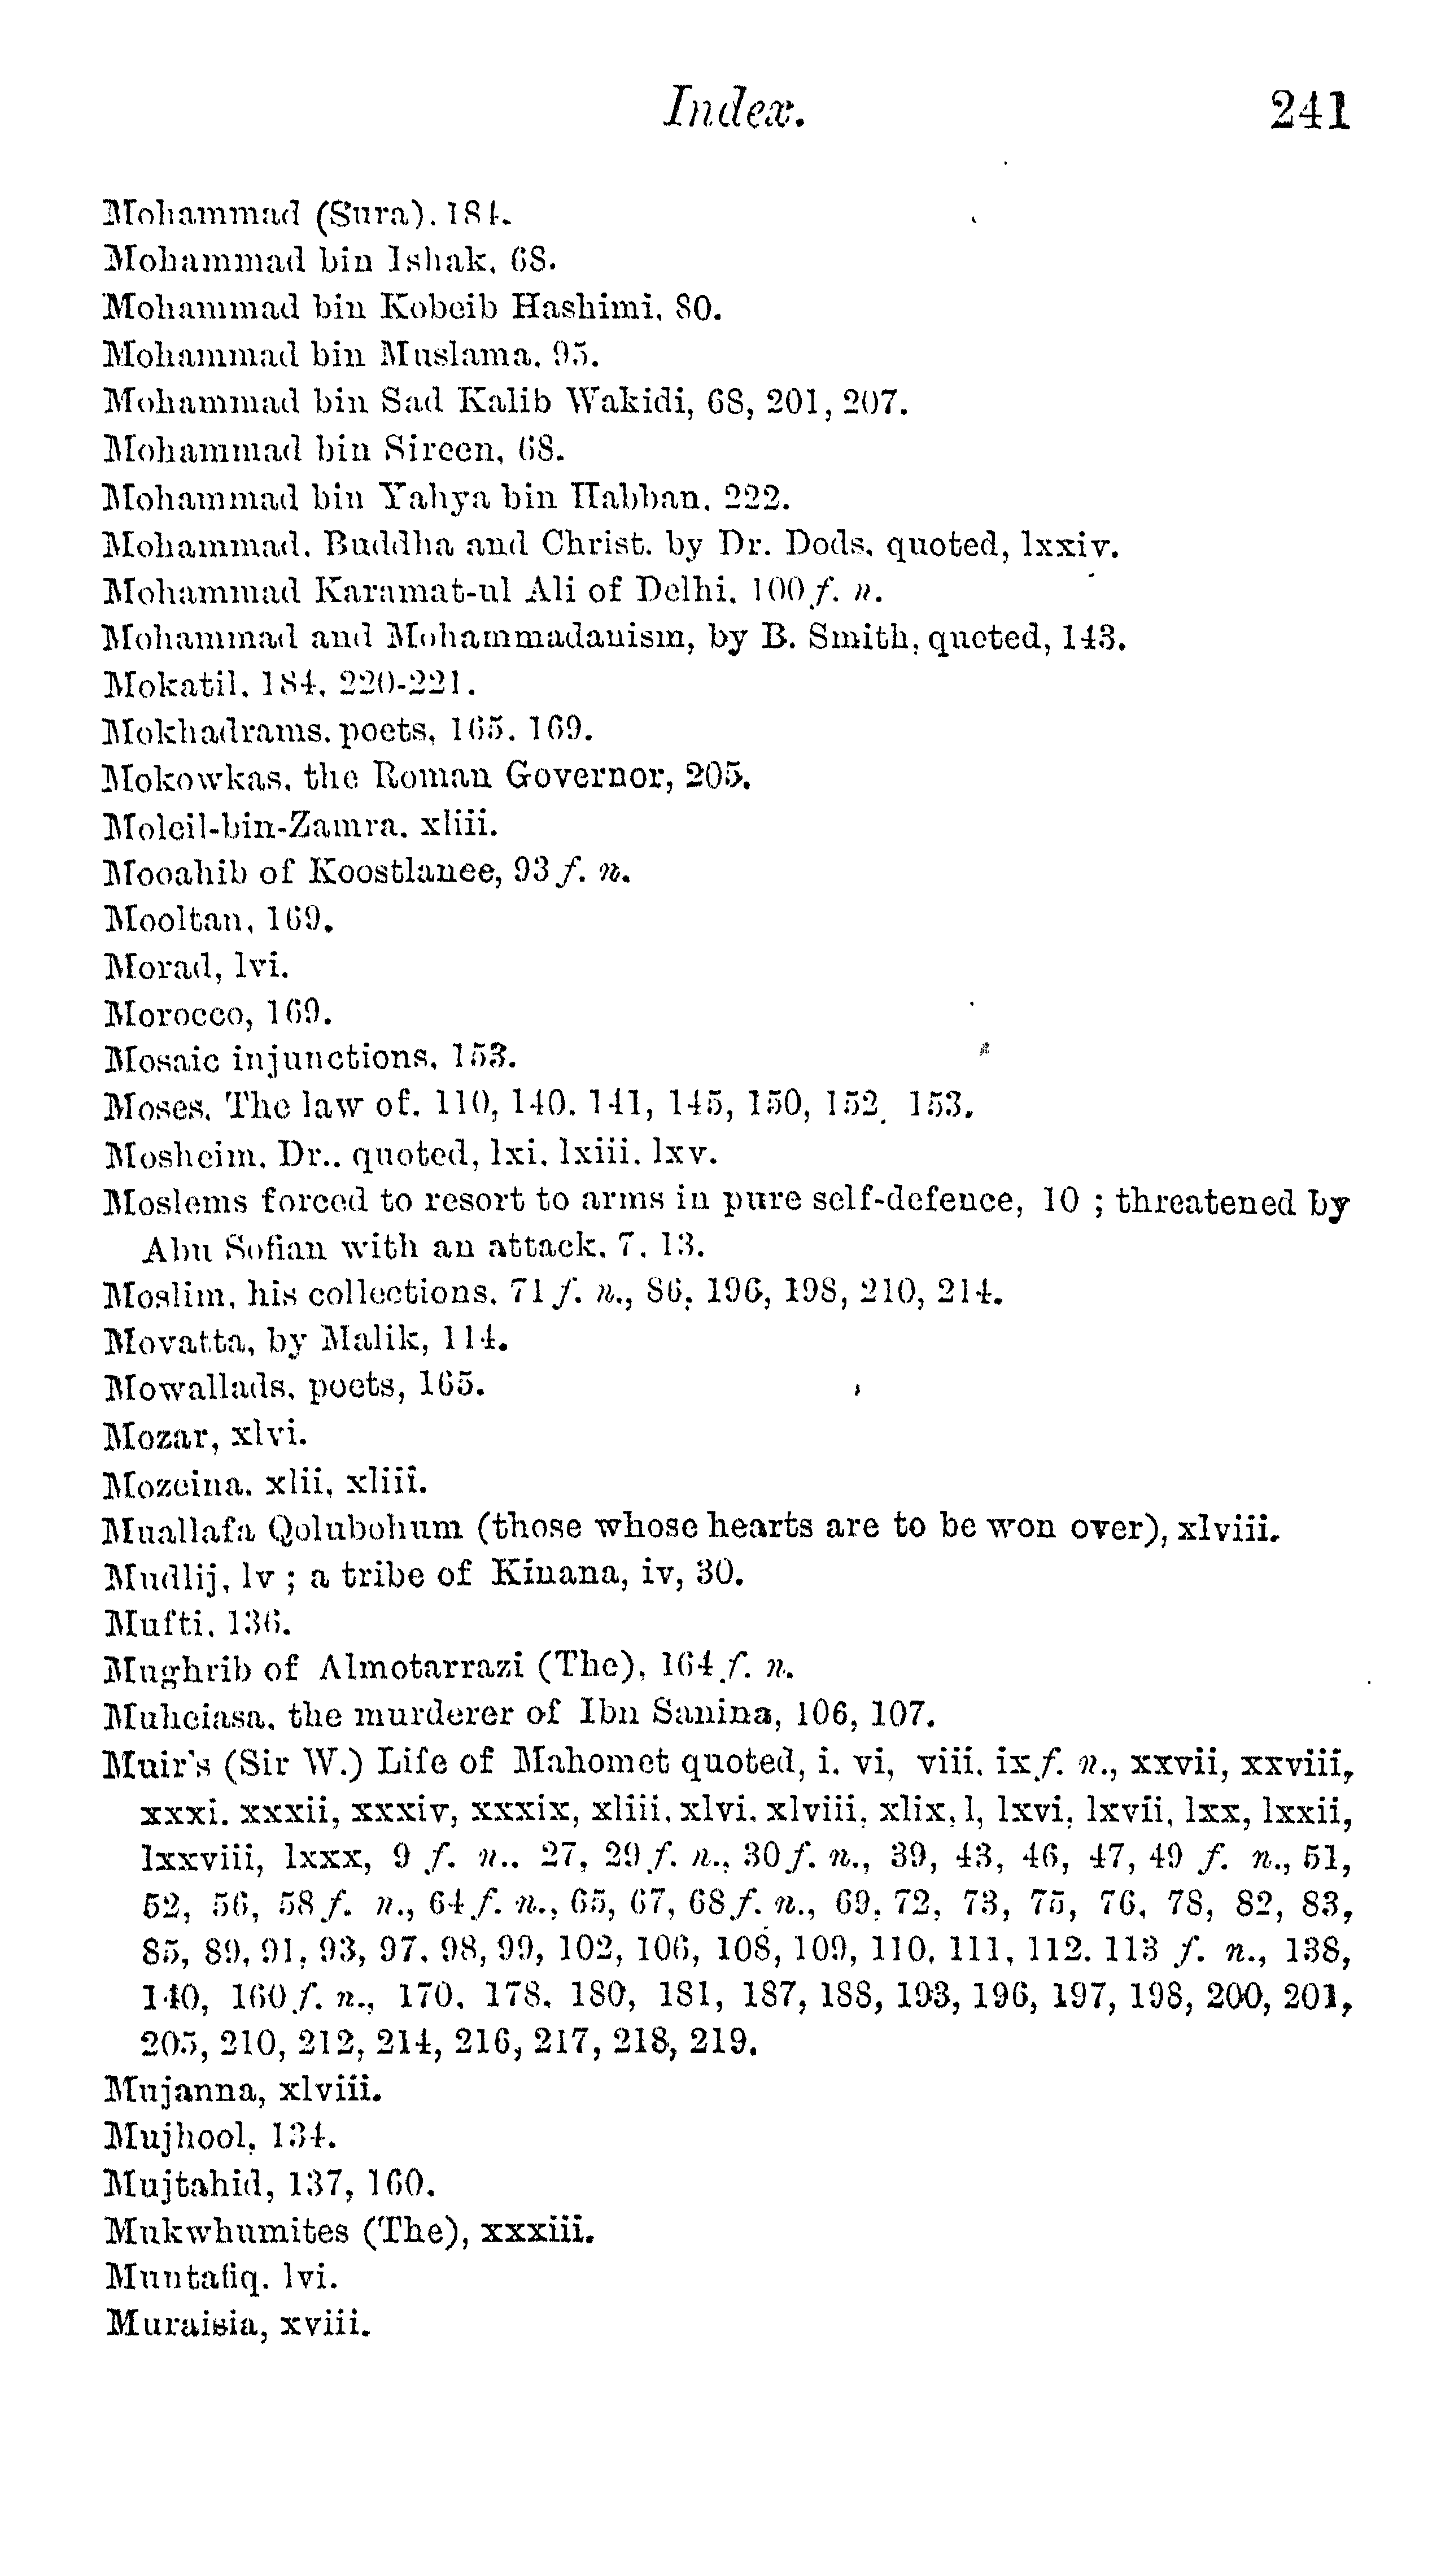 Index. 241
Mohammad (Sura), 184.
Mohammad bin Ishak, 68.
Mohammad bin Kobeib Hashimi, 80.
Mohammad bin Muslama, 95.
Mohammad bin Sad Kalib Wakidi, 68, 201, 207.
Mohammad bin Sireen, 68.
Mohammad bin Yahya bin Habban, 222.
Mohammad, Buddha and Christ, by Dr. Dods, quoted, lxxiv.
Mohammad Karamat-ul Ali of Delhi, 100 f. n.
Mohammad and Mohammadanism, by B. Smith, quoted, 143.
Mokatil, 184, 220-221.
Mokhadrams, poets, 165, 169.
Mokowkas, the Roman Governor, 205.
Moleil-bin-Zamra, xliii.
Mooahib of Koostlanee, 93 f. n.
Mooltan, 169.
Morad, lvi.
Morocco, 169.
Mosaic injunctions, 153.
Moses, The law of, 110, 140, 141, 145, 150, 152, 153.
Mosheim, Dr., quoted, lxi, lxiii, lxv.
Moslems forced to resort to arms in pure self-defence, 10 ; threatened by
Abu Sofian with an attack, 7, 13.
Moslim, his collections, 71 f. n., 86, 196, 198, 210, 214.
Movatta, by Malik, 114.
Mowallads, poets, 165.
Mozar, xlvi.
Mozeina, xlii, xliii.
Muallafa Qolubohum (those whose hearts are to be won over), xlviii.
Mudlij, lv ; a tribe of Kinana, iv, 30.
Mufti, 136.
Mughrib of Almotarrazi (The), 164 f. n.
Muheiasa, the murderer of Ibn Sanina, 106, 107.
Muir's (Sir W.) Life of Mahomet quoted, i, vi, viii, ix f. n., xxvii, xxviii,
xxxi, xxxii, xxxiv, xxxix, xliii, xlvi, xlviii, xlix, l, lxvi, lxvii, lxx, lxxii,
lxxviii, lxxx, 9 f. n., 27, 29 f. n., 30 f. n., 39, 43, 46, 47, 49 f. n., 51,
52, 56, 58 f. n., 64 f. n., 65, 67, 68 f. n., 69, 72, 73, 75, 76, 78, 82, 83,
85, 89, 91, 93, 97, 98, 99, 102, 106, 108, 109, 110, 111, 112, 113 f. n., 138,
140, 160 f. n., 170, 178, 180, 181, 187, 188, 193, 196, 197, 198, 200, 201,
205, 210, 212, 214, 216, 217, 218, 219.
Mujanna, xlviii.
Mujhool, 134.
Mujtahid, 137, 160.
Mukwhumites (The), xxxiii.
Muntafiq, lvi.
Muraisia, xviii.